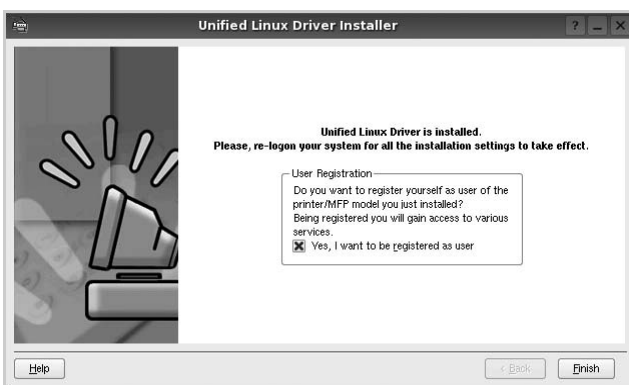 Unified Linux Driver Installer
Unified Linux Driver is installed.
Please, re-logon your system for all the installation settings to take effect.
User Registration
Do you want to register yourself as user of the
printer/MFP model you just installed?
Being registered you will gain access to various
services.
Yes, I want to be registered as user
Help
< Back
Finish